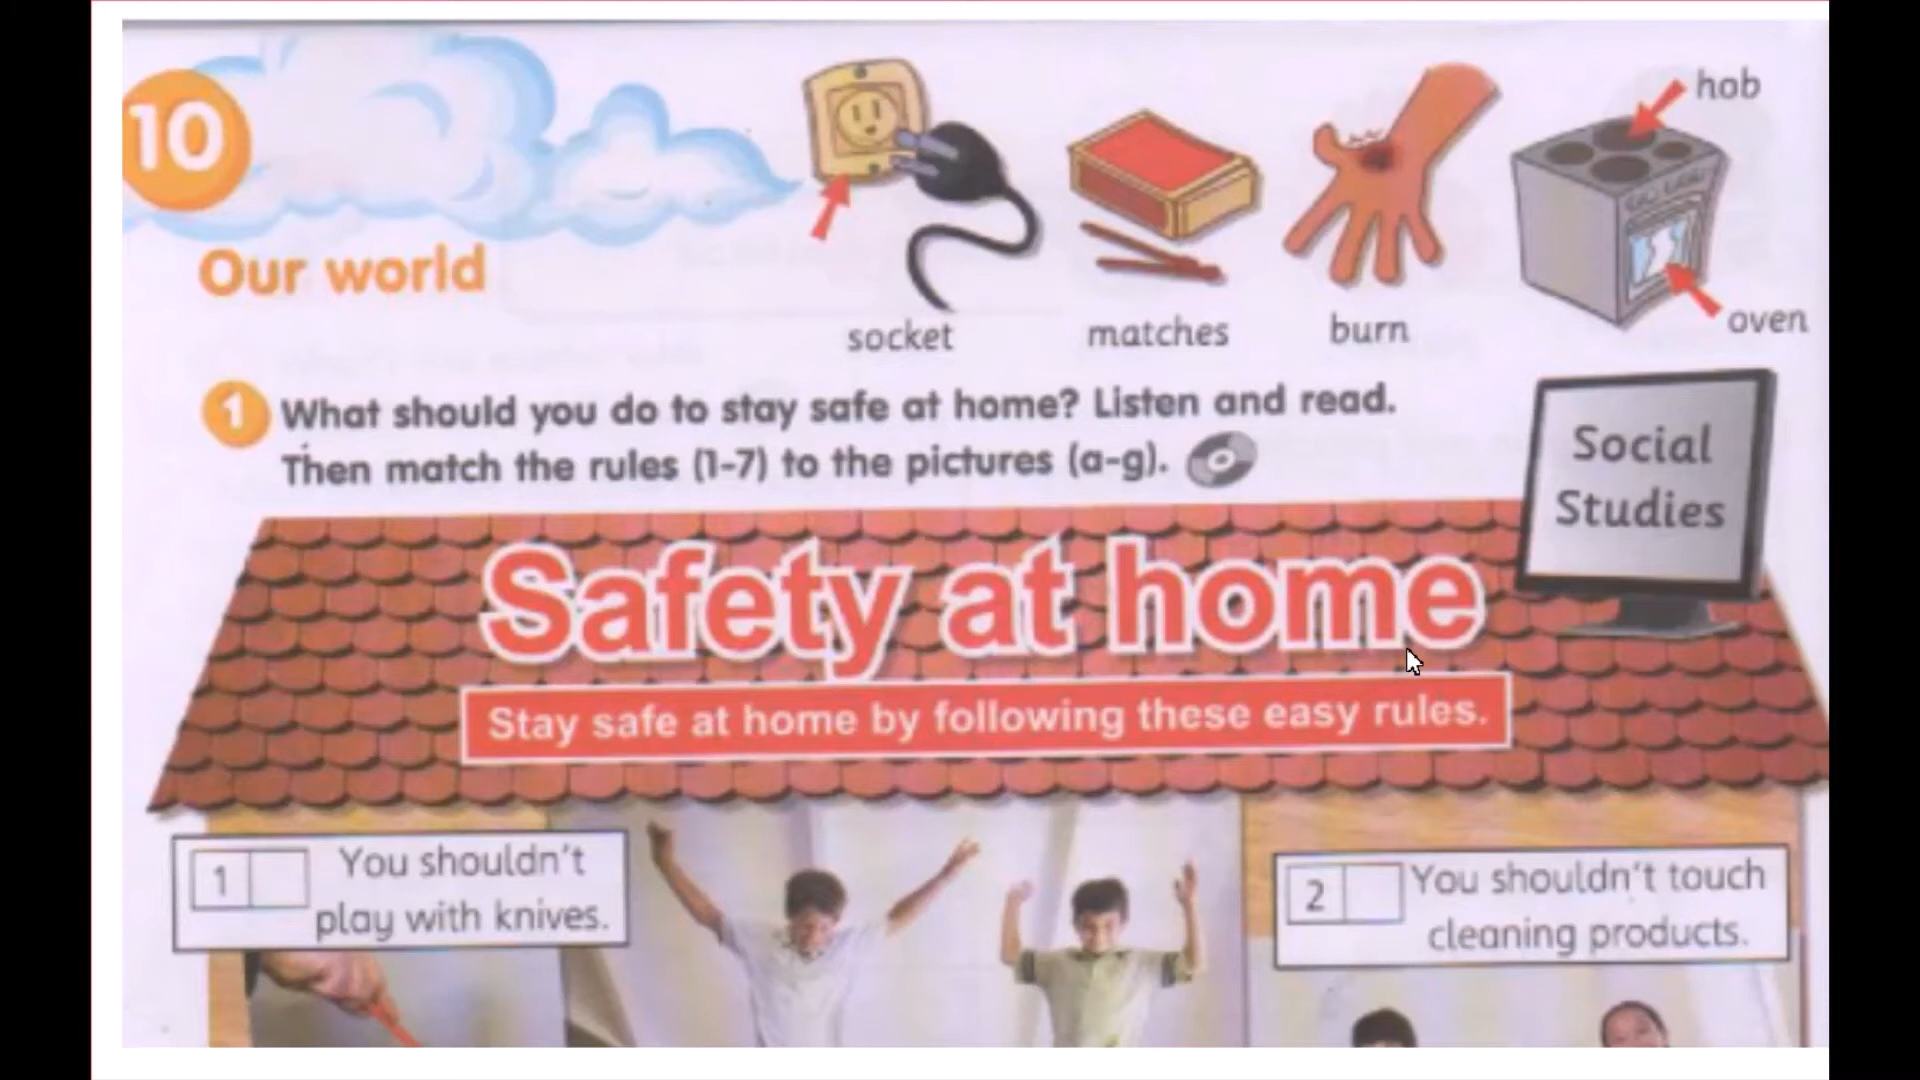 10
Our world
hob
oven
socket
matches
burn
1 What should you do to stay safe at home? Listen and read.
Then match the rules (1-7) to the pictures (a-g).
Social
Studies
Safety at home
Stay safe at home by following these easy rules.
1 You shouldn't
play with knives.
2 You shouldn't touch
cleaning products.